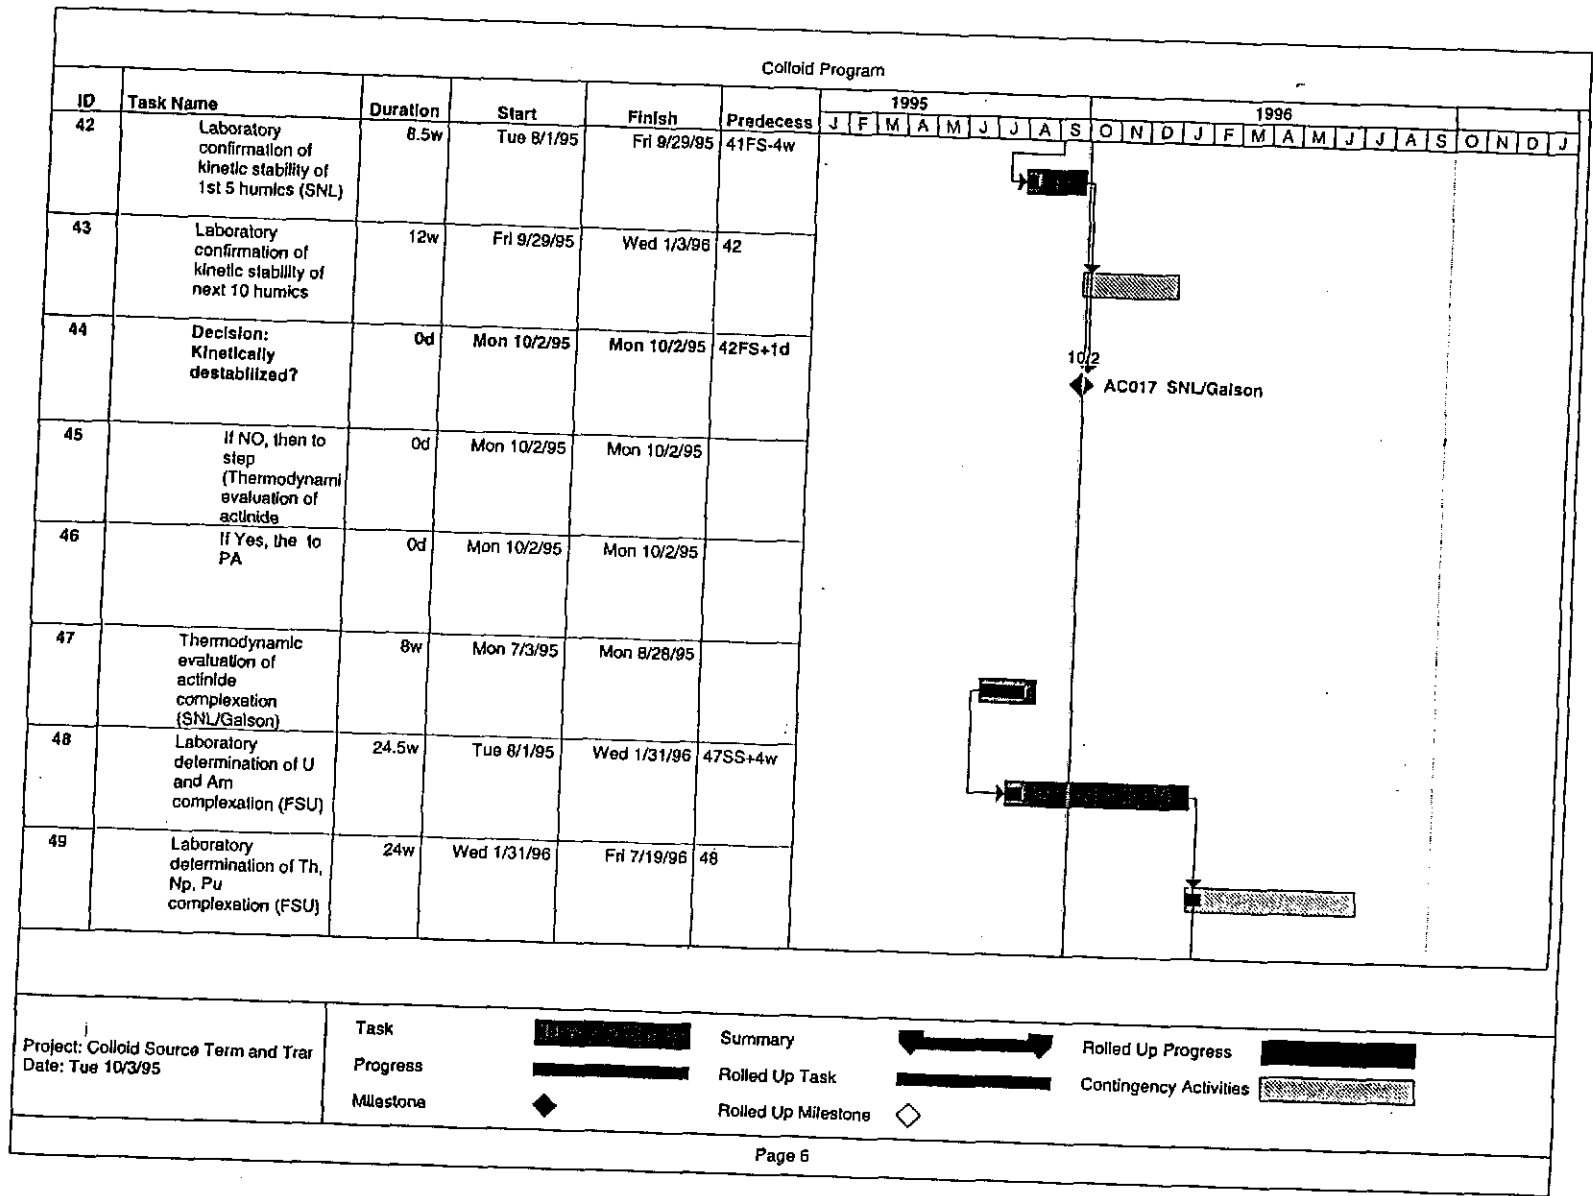 Colloid Program
ID Task Name Duration Start Finish Predecess 1995 1996
J F M A M J J A S O N D J F M A M J J A S O N D J
42 Laboratory 8.5w Tue 8/1/95 Fri 9/29/95 41FS-4w
confirmation of
kinetic stability of
1st 5 humics (SNL)
43 Laboratory 12w Fri 9/29/95 Wed 1/3/96 42
confirmation of
kinetic stability of
next 10 humics
44 Decision: 0d Mon 10/2/95 Mon 10/2/95 42FS+1d
Kinetically
destabilized?
10/2
AC017 SNL/Galson
45 If NO, then to 0d Mon 10/2/95 Mon 10/2/95
step
(Thermodynami
evaluation of
actinide
46 If Yes, the to 0d Mon 10/2/95 Mon 10/2/95
PA
47 Thermodynamic 8w Mon 7/3/95 Mon 8/28/95
evaluation of
actinide
complexation
(SNL/Galson)
48 Laboratory 24.5w Tue 8/1/95 Wed 1/31/96 47SS+4w
determination of U
and Am
complexation (FSU)
49 Laboratory 24w Wed 1/31/96 Fri 7/19/96 48
determination of Th,
Np, Pu
complexation (FSU)
Project: Colloid Source Term and Trar
Date: Tue 10/3/95
Task Summary Rolled Up Progress
Progress Rolled Up Task Contingency Activities
Milestone Rolled Up Milestone
Page 6